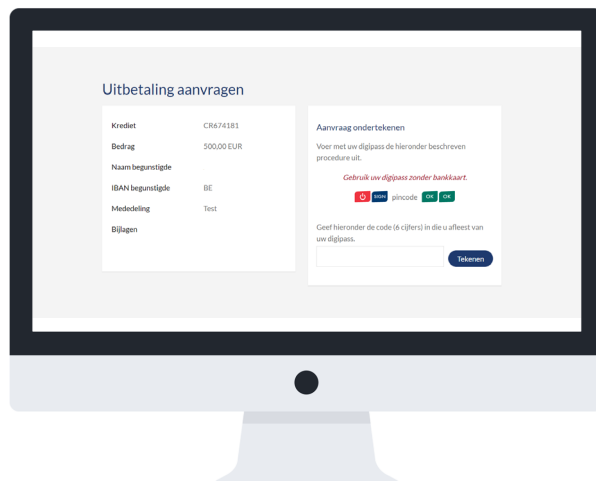 Uitbetaling aanvragen
Krediet CR674181
Bedrag 500,00 EUR
Naam begunstigde
IBAN begunstigde BE
Mededeling Test
Bijlagen
Aanvraag ondertekenen
Voer met uw digipass de hieronder beschreven
procedure uit.
Gebruik uw digipass zonder bankkaart.
SIGN pincode OK OK
Geef hieronder de code (6 cijfers) in die u afleest van
uw digipass.
Tekenen